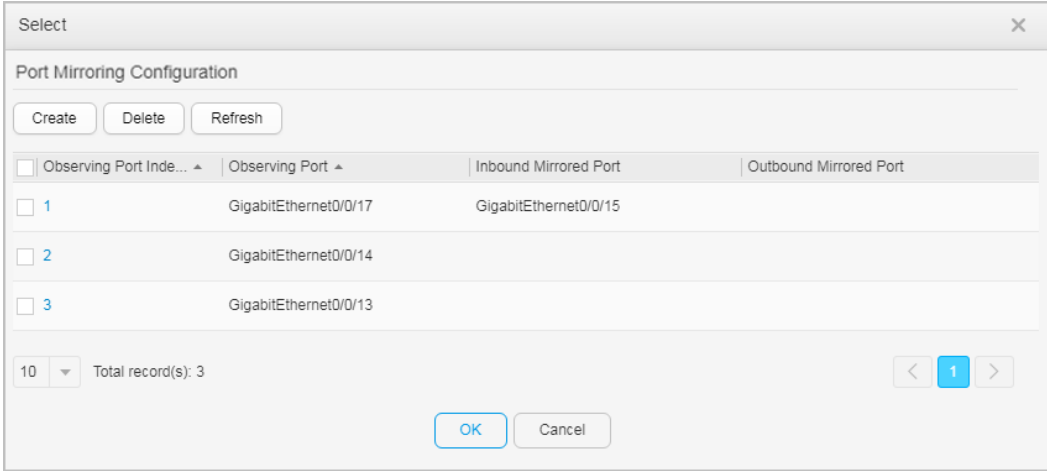 Select
Port Mirroring Configuration
Create Delete Refresh
Observing Port Inde... Observing Port Inbound Mirrored Port Outbound Mirrored Port
1 GigabitEthernet0/0/17 GigabitEthernet0/0/15
2 GigabitEthernet0/0/14
3 GigabitEthernet0/0/13
10 Total record(s): 3 1
OK Cancel